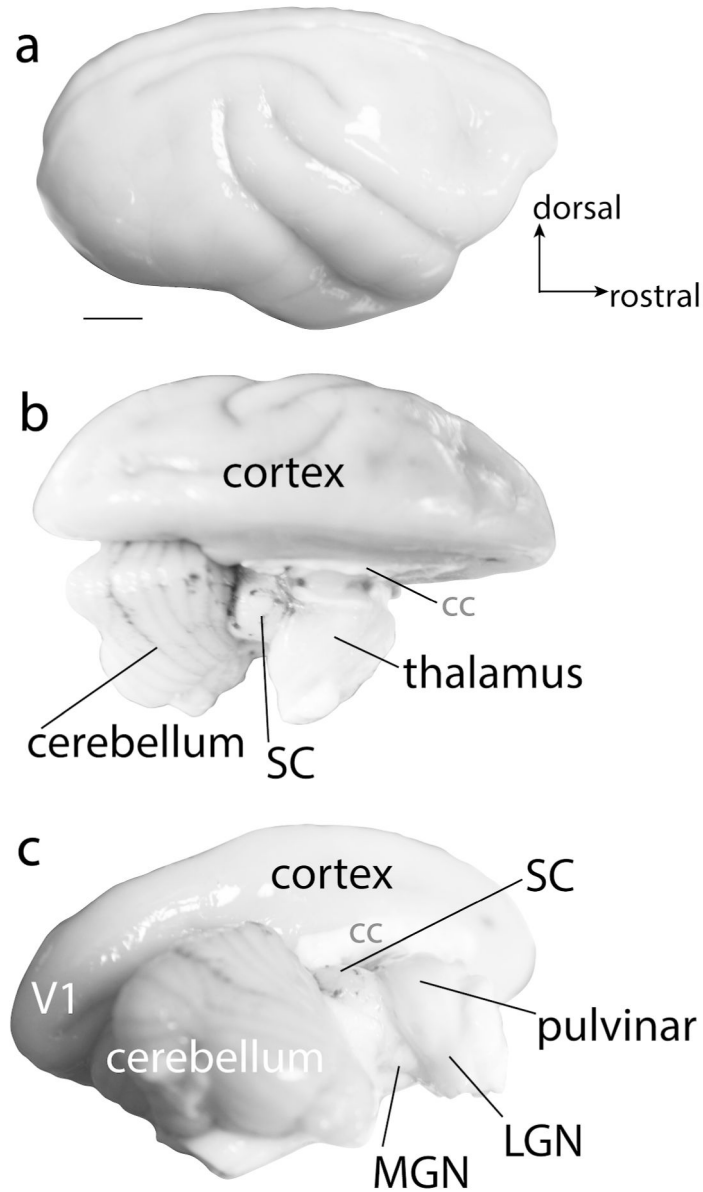 a
dorsal
rostral
b
cortex
cc
thalamus
cerebellum
SC
c
cortex
SC
cc
V1
pulvinar
cerebellum
LGN
MGN